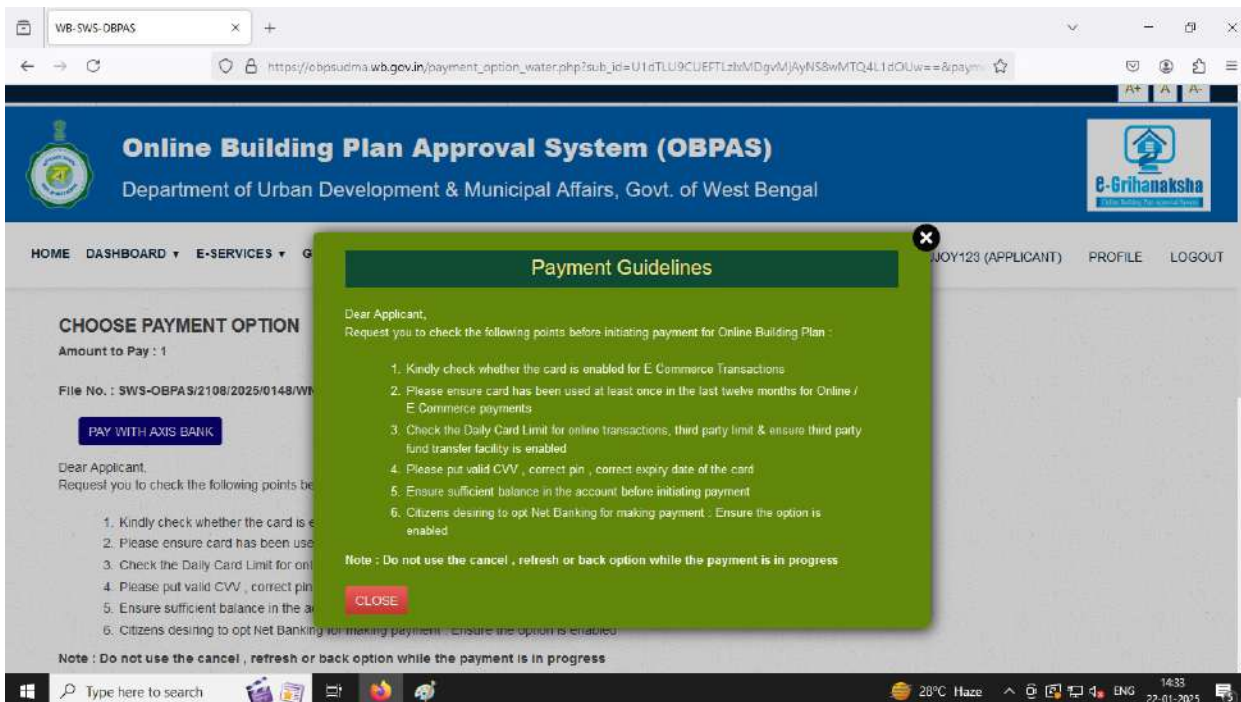 WB-SWS-OBPAS
https://obpsudma.wb.gov.in/payment_option_water.php?sub_id=
A+ A A-
Online Building Plan Approval System (OBPAS)
Department of Urban Development & Municipal Affairs, Govt. of West Bengal
e-Grihanaksha
HOME DASHBOARD E-SERVICES G
JOY123 (APPLICANT) PROFILE LOGOUT
Payment Guidelines
Dear Applicant,
Request you to check the following points before initiating payment for Online Building Plan :
1. Kindly check whether the card is enabled for E Commerce Transactions
2. Please ensure card has been used at least once in the last twelve months for Online /
E Commerce payments
3. Check the Daily Card Limit for online transactions, third party limit & ensure third party
fund transfer facility is enabled
4. Please put valid CVV , correct pin , correct expiry date of the card
5. Ensure sufficient balance in the account before initiating payment
6. Citizens desiring to opt Net Banking for making payment : Ensure the option is
enabled
Note : Do not use the cancel , refresh or back option while the payment is in progress
CLOSE
CHOOSE PAYMENT OPTION
Amount to Pay : 1
File No. : SWS-OBPAS/2108/2025/0148/W
PAY WITH AXIS BANK
Dear Applicant,
Request you to check the following points be
1. Kindly check whether the card is e
2. Please ensure card has been use
3. Check the Daily Card Limit for onl
4. Please put valid CVV , correct pin
5. Ensure sufficient balance in the a
6. Citizens desiring to opt Net Banking for making payment : Ensure the option is enabled
Note : Do not use the cancel , refresh or back option while the payment is in progress
Type here to search
28°C Haze
ENG
14:33
22-01-2025